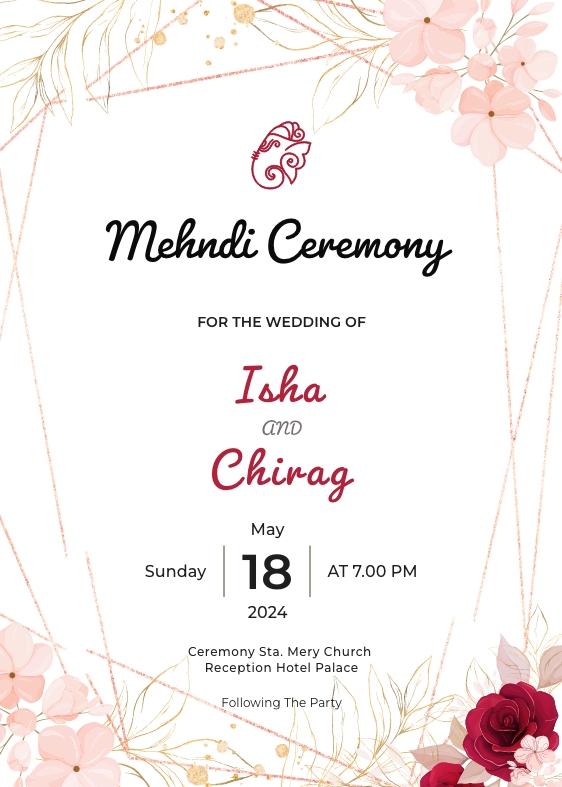 Mehndi Ceremony
FOR THE WEDDING OF
Isha
AND
Chirag
May
Sunday 18 AT 7.00 PM
2024
Ceremony Sta. Mery Church
Reception Hotel Palace
Following The Party